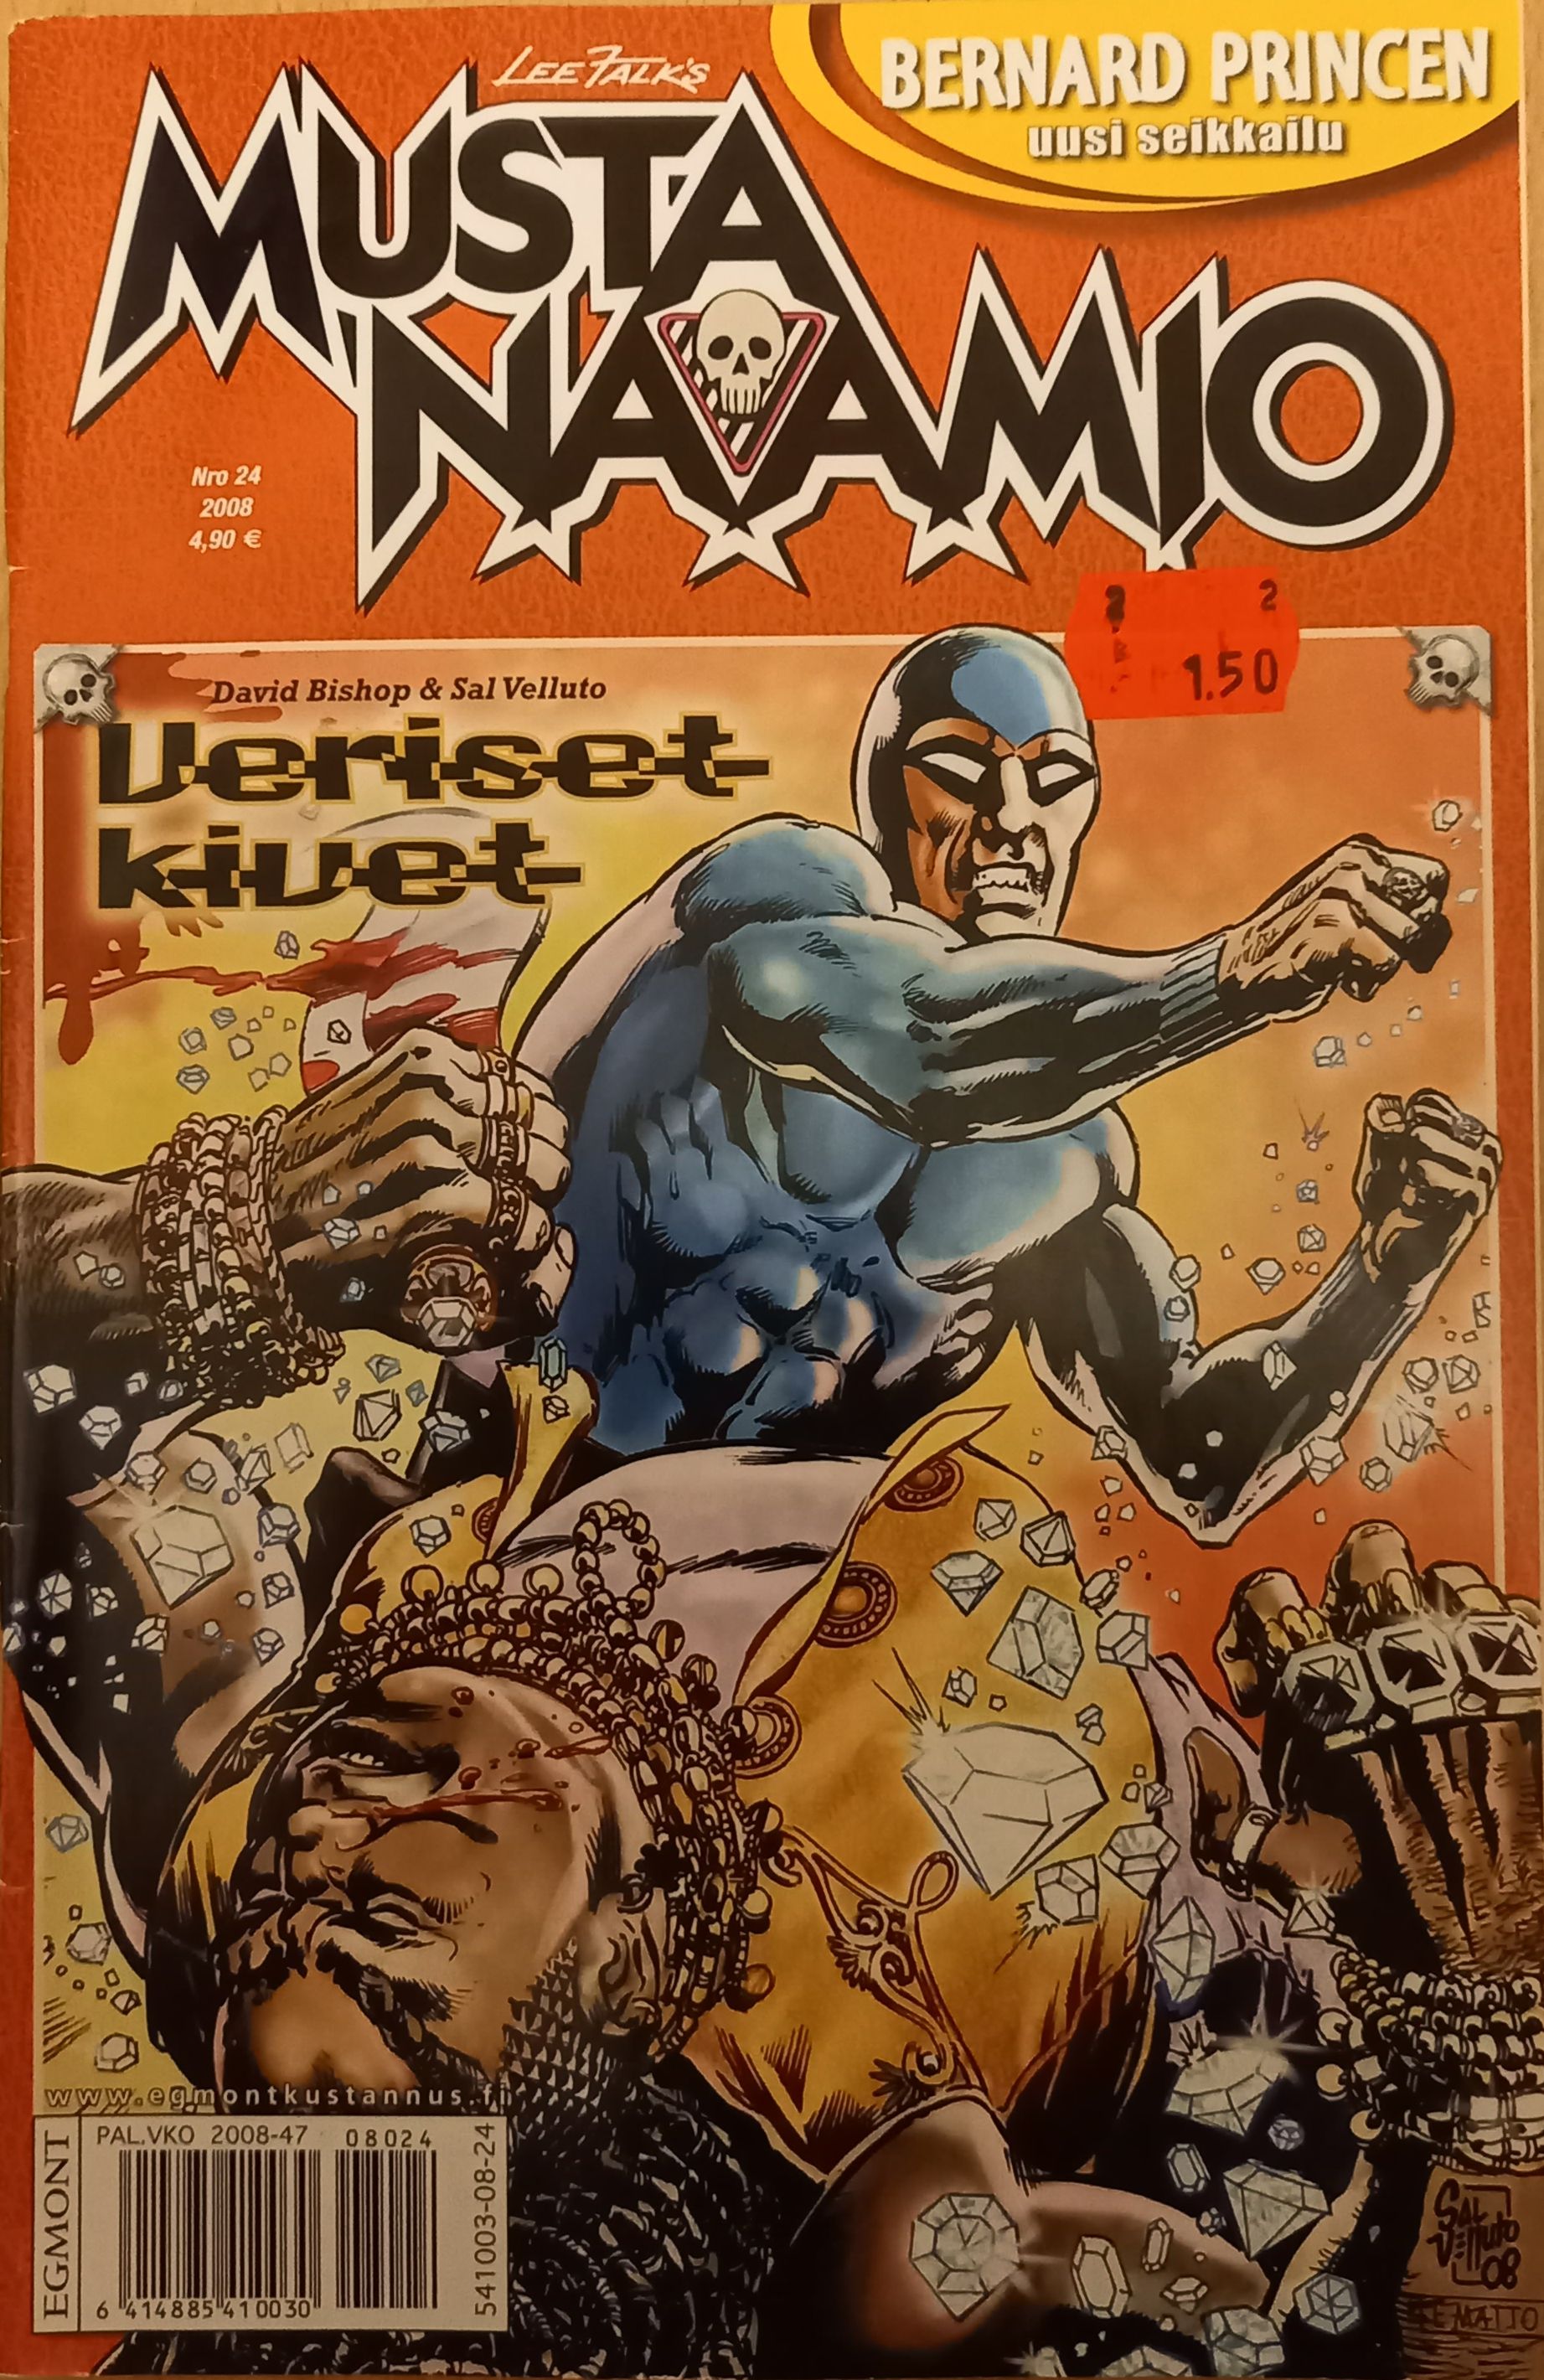 LEE FALK'S
BERNARD PRINCEN
uusi seikkailu
MUSTA
NAAMIO
Nro 24
2008
4,90 €
2 2
1.50
David Bishop & Sal Velluto
Veriset
kivet
www.egmontkustannus.fi
EGMONT
PAL.VKO 2008-47 08024
6 414885 410030
541003-08-24
SAL
Velluto
08